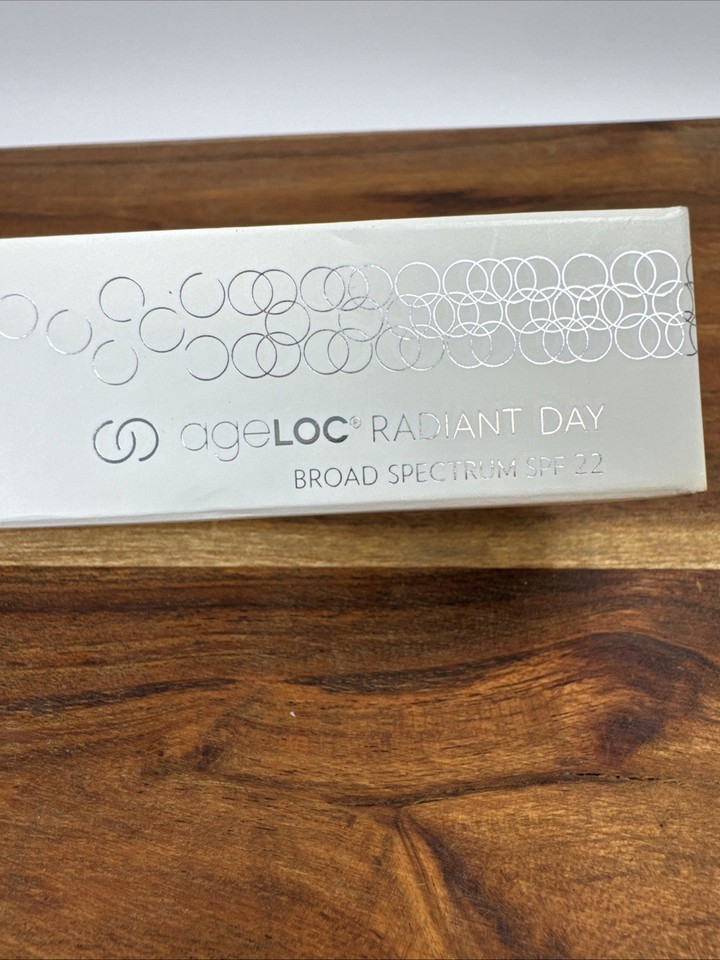 ageLOC® RADIANT DAY
BROAD SPECTRUM SPF 22